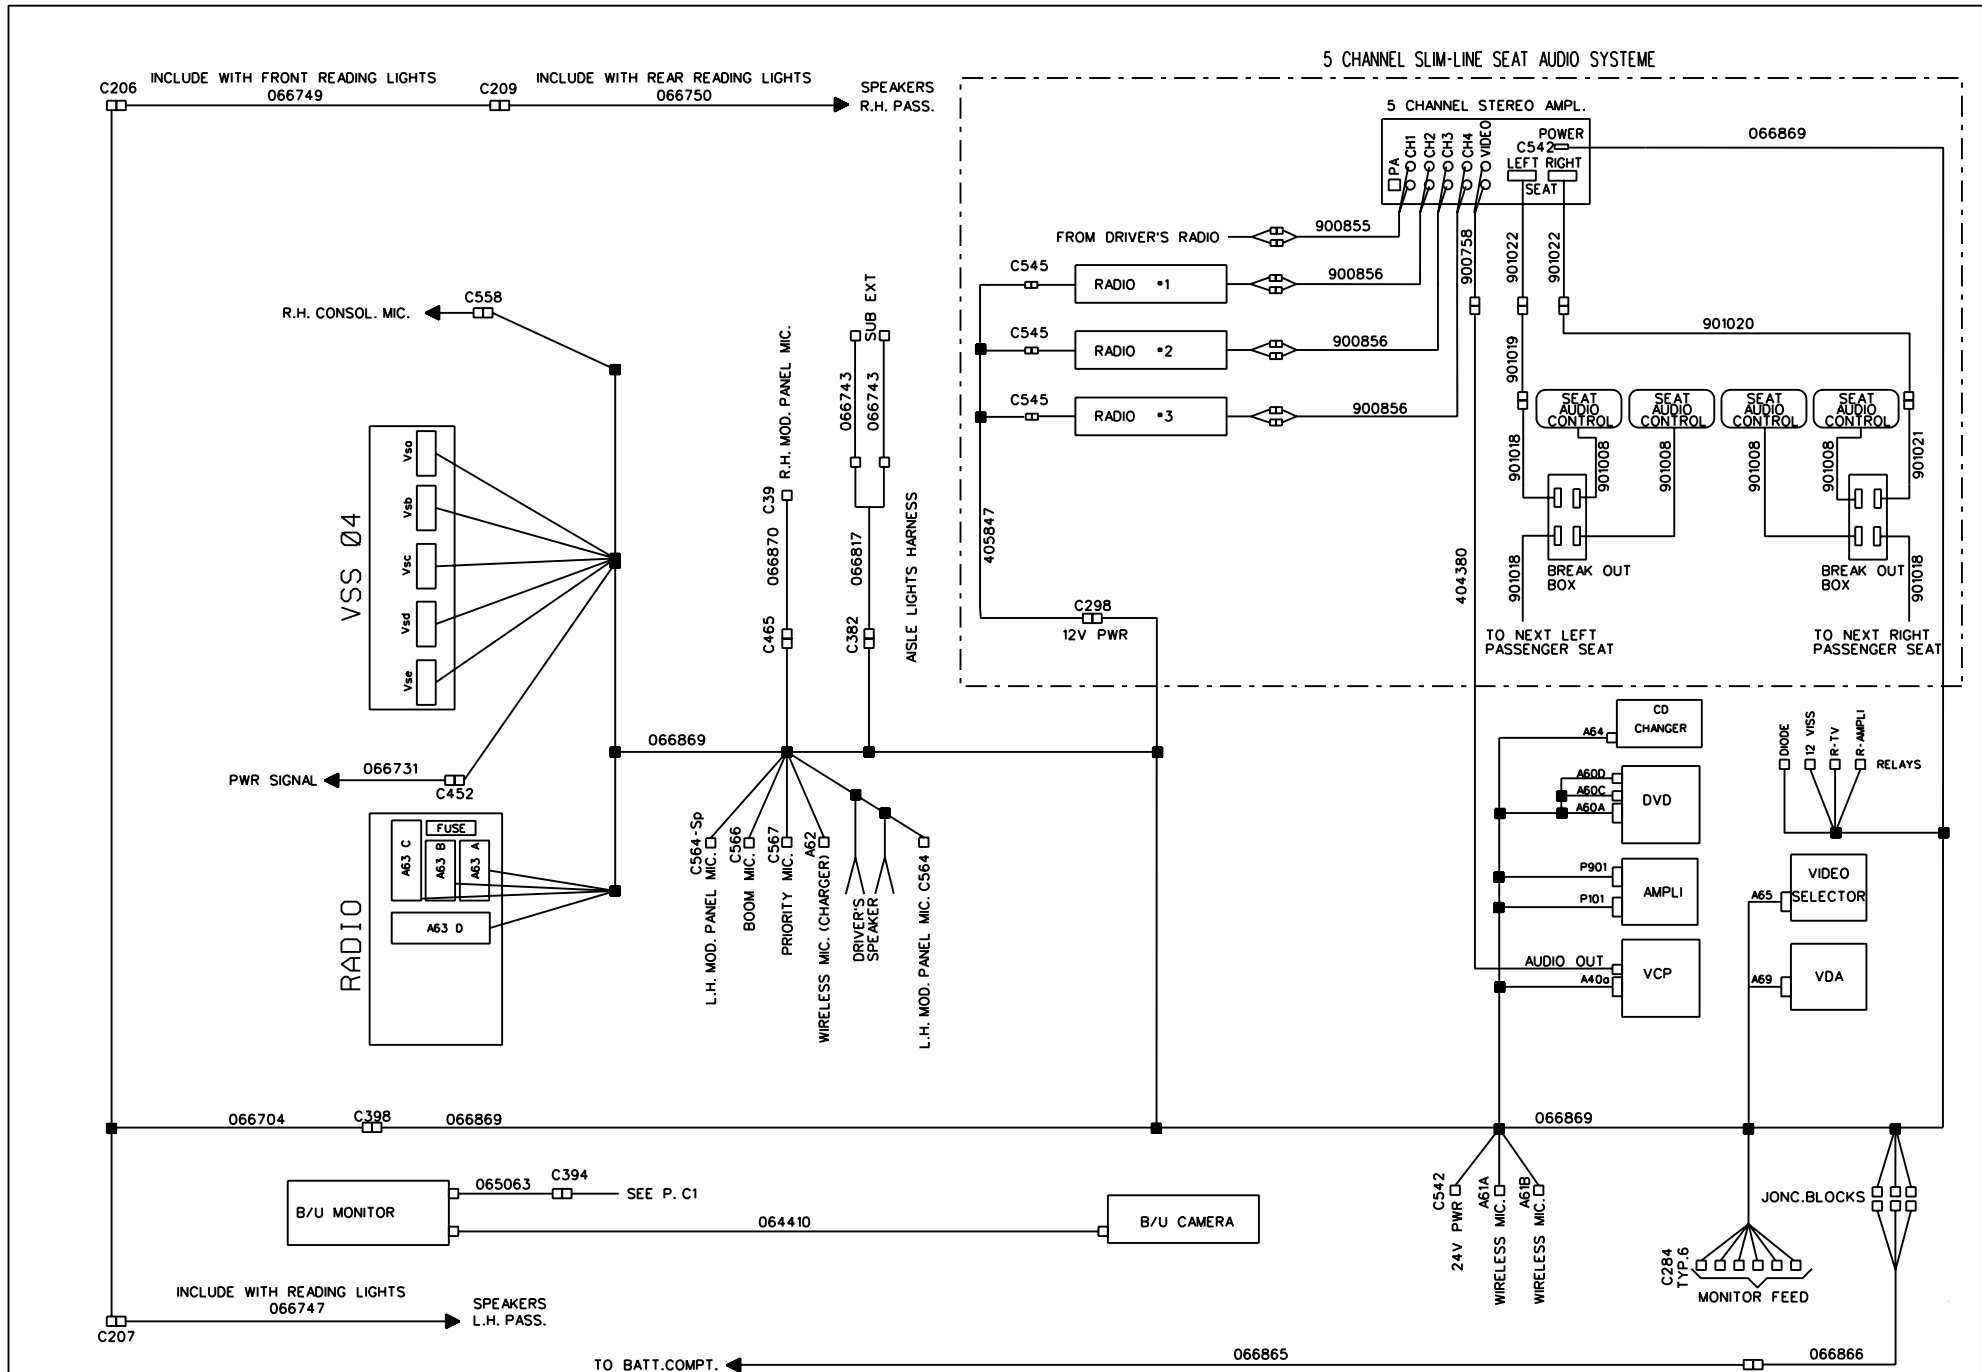 5 CHANNEL SLIM-LINE SEAT AUDIO SYSTEME
C206
INCLUDE WITH FRONT READING LIGHTS
066749
C209
INCLUDE WITH REAR READING LIGHTS
066750
SPEAKERS
R.H. PASS.
5 CHANNEL STEREO AMPL.
PA
CH1
CH2
CH3
CH4
VIDEO
POWER
C542
LEFT RIGHT
SEAT
066869
FROM DRIVER'S RADIO
900855
900758
901022
901022
C545
RADIO #1
900856
C545
RADIO #2
900856
C545
RADIO #3
900856
901020
901019
SEAT
AUDIO
CONTROL
SEAT
AUDIO
CONTROL
SEAT
AUDIO
CONTROL
SEAT
AUDIO
CONTROL
901018
901008
901008
901008
901008
901021
BREAK OUT
BOX
BREAK OUT
BOX
901018
901018
TO NEXT LEFT
PASSENGER SEAT
TO NEXT RIGHT
PASSENGER SEAT
405847
404380
C298
12V PWR
R.H. CONSOL. MIC.
C558
VSS 04
Vsa
Vsb
Vsc
Vsd
Vse
R.H. MOD. PANEL MIC.
C39
066870
C465
SUB EXT
066743
066743
066817
C382
AISLE LIGHTS HARNESS
066869
PWR SIGNAL
066731
C452
RADIO
FUSE
A63 C
A63 B
A63 A
A63 D
L.H. MOD. PANEL MIC.
C564-Sp
BOOM MIC.
C566
PRIORITY MIC.
C567
WIRELESS MIC. (CHARGER)
A62
DRIVER'S
SPEAKER
L.H. MOD. PANEL MIC. C564
CD
CHANGER
A64
A60D
A60C
A60A
DVD
P901
P101
AMPLI
AUDIO OUT
A40a
VCP
DIODE
12 VISS
R-TV
R-AMPLI
RELAYS
VIDEO
SELECTOR
A65
A69
VDA
066704
C398
066869
066869
B/U MONITOR
065063
C394
SEE P. C1
064410
B/U CAMERA
C542
24V PWR
A61A
WIRELESS MIC.
A61B
WIRELESS MIC.
C284
TYP.6
MONITOR FEED
JONC.BLOCKS
INCLUDE WITH READING LIGHTS
066747
SPEAKERS
L.H. PASS.
C207
TO BATT.COMPT.
066865
066866